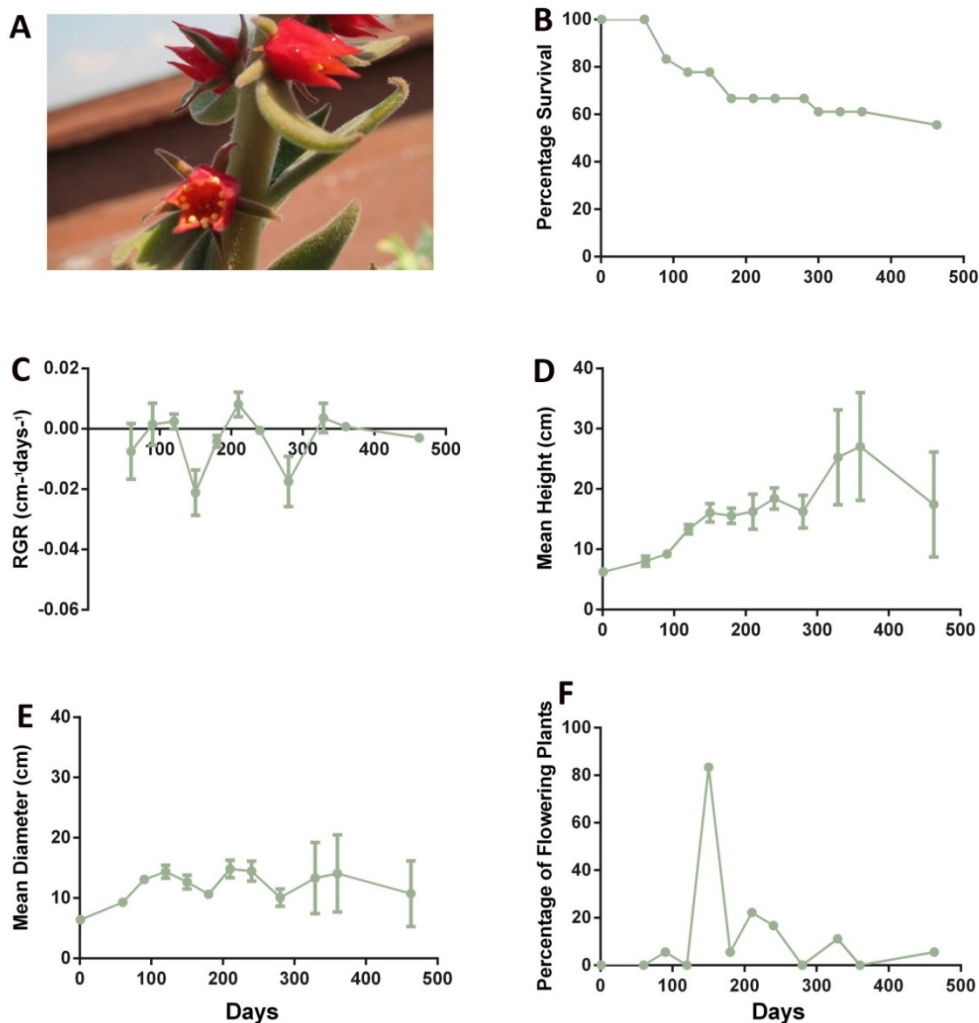 A
B
Percentage Survival
100
80
60
40
20
0
0 100 200 300 400 500
C
RGR (cm-¹days-¹)
0.02
0.00
-0.02
-0.04
-0.06
100 200 300 400 500
D
Mean Height (cm)
40
30
20
10
0
0 100 200 300 400 500
E
Mean Diameter (cm)
40
30
20
10
0
0 100 200 300 400 500
Days
F
Percentage of Flowering Plants
100
80
60
40
20
0
0 100 200 300 400 500
Days